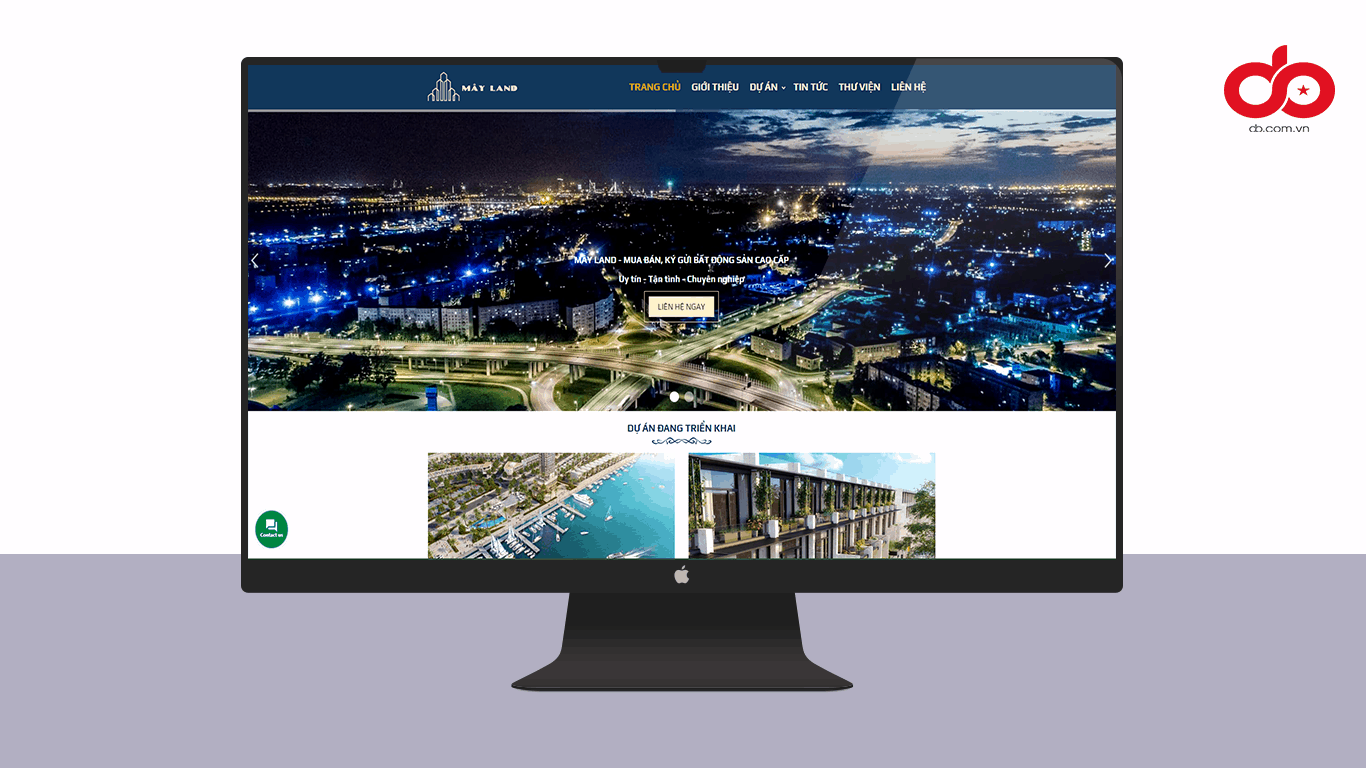 MÂY LAND
TRANG CHỦ GIỚI THIỆU DỰ ÁN TIN TỨC THƯ VIỆN LIÊN HỆ
db.com.vn
MÂY LAND - MUA BÁN, KÝ GỬI BẤT ĐỘNG SẢN CAO CẤP
Uy tín - Tận tình - Chuyên nghiệp
LIÊN HỆ NGAY
DỰ ÁN ĐANG TRIỂN KHAI
Contact us